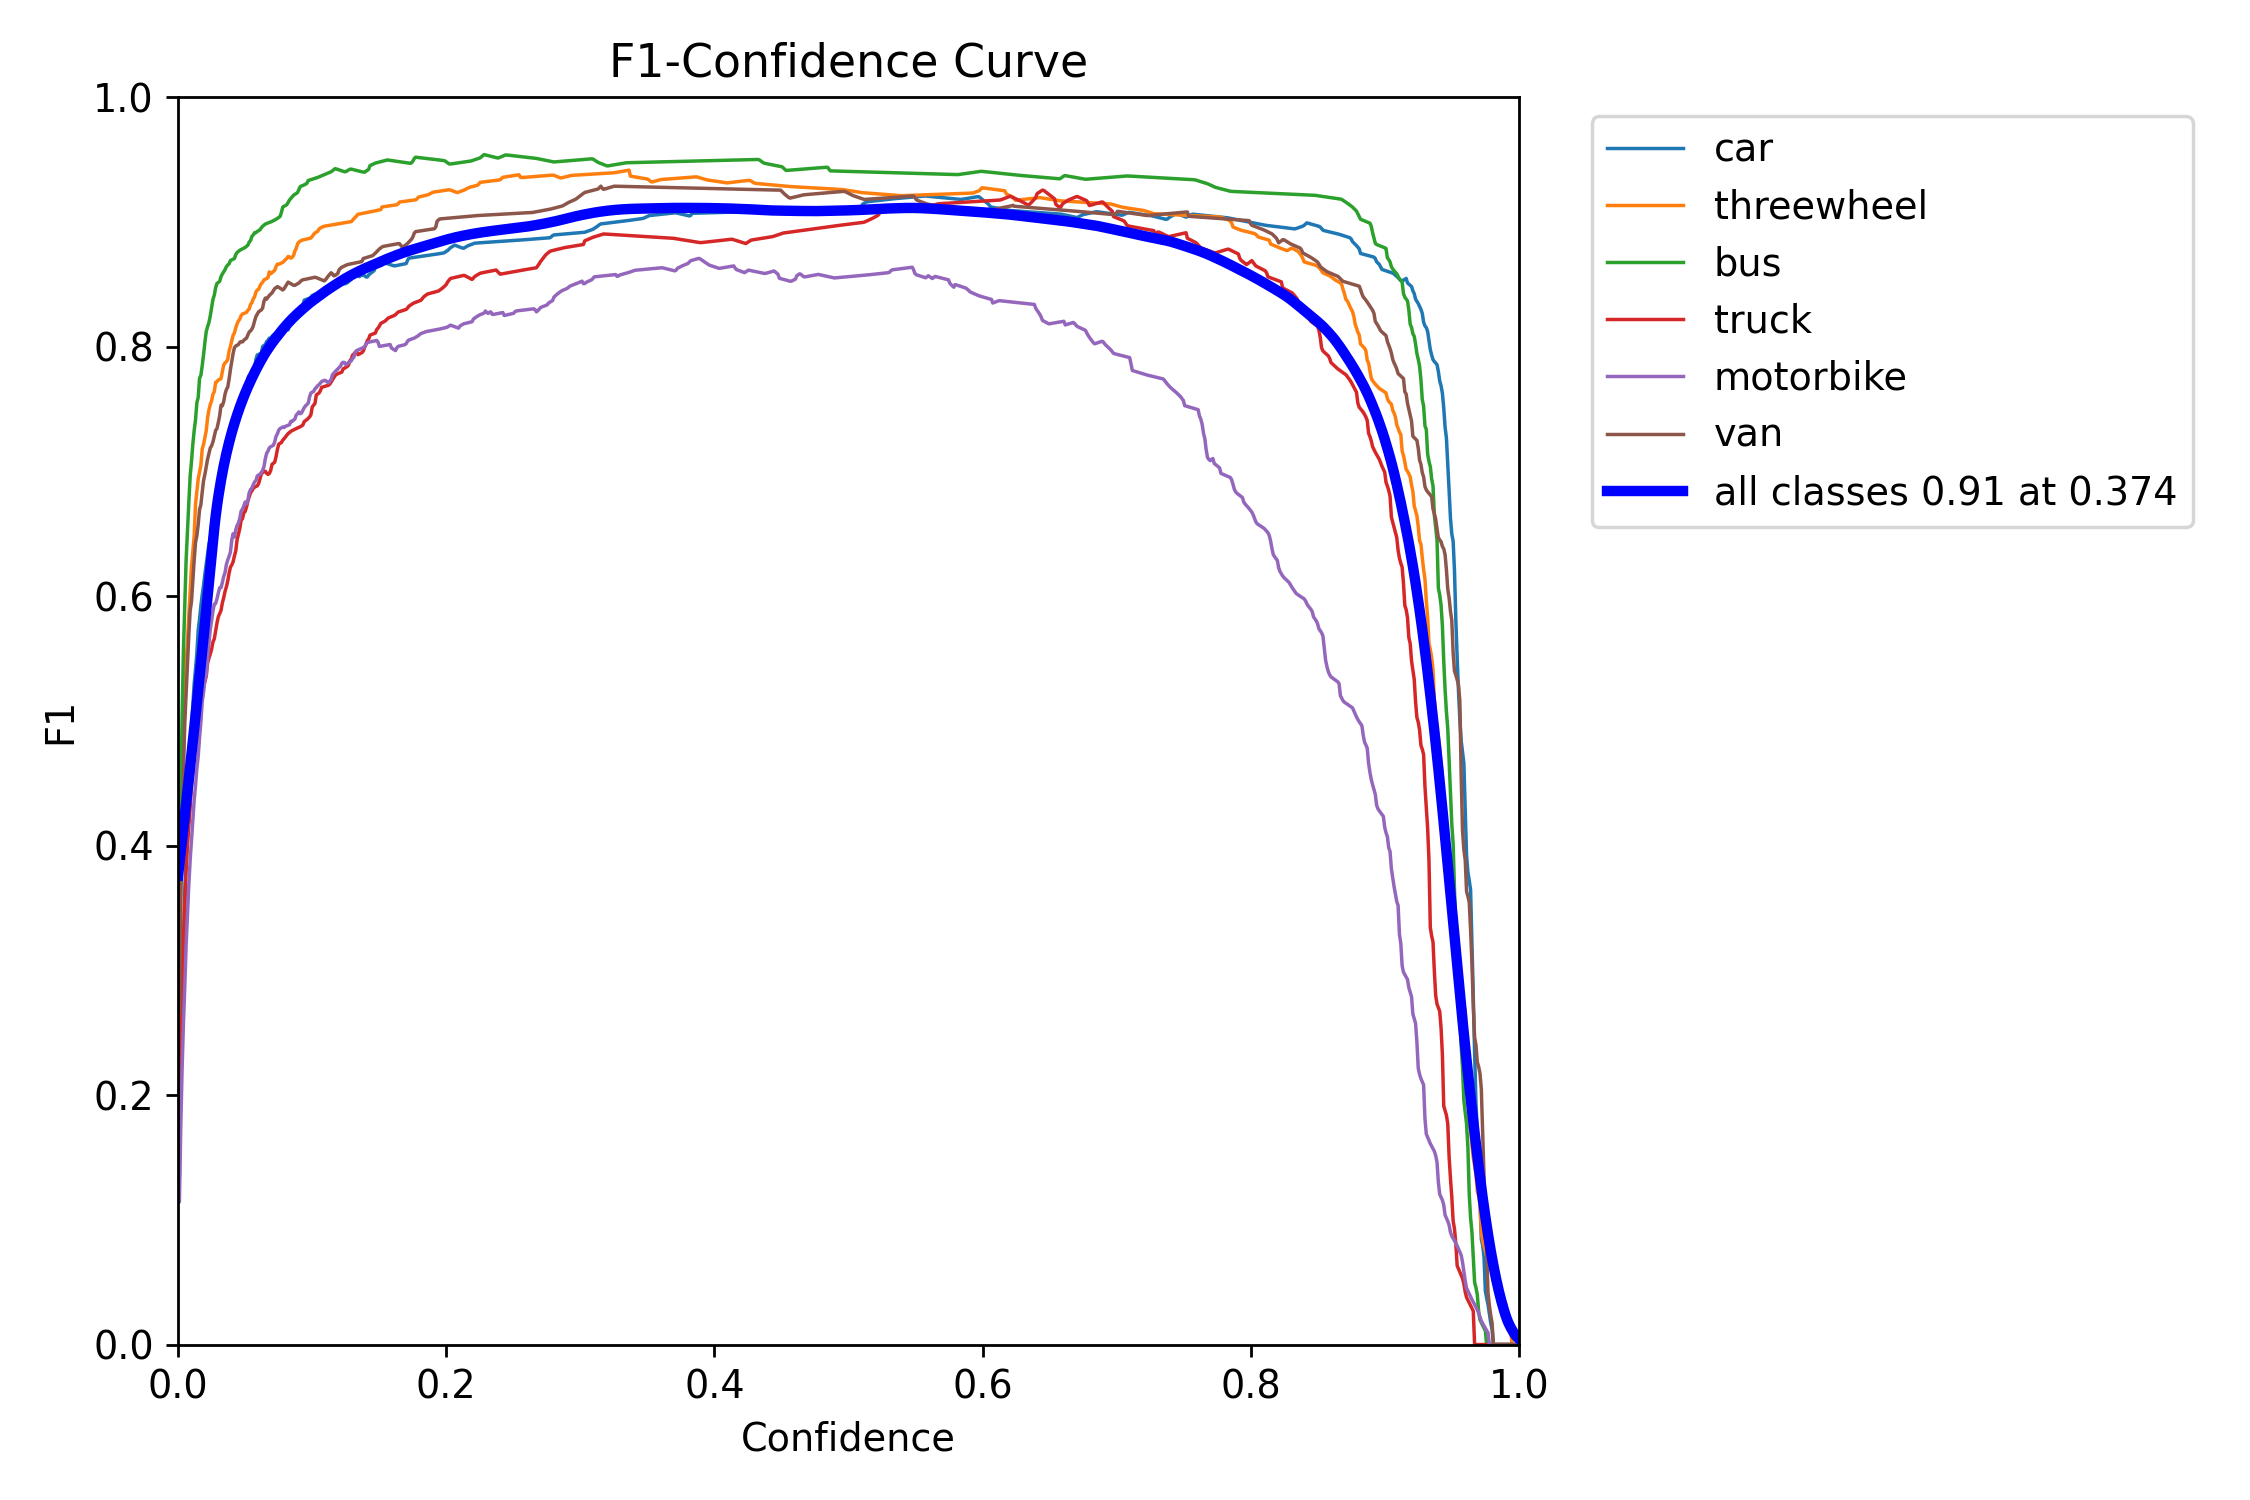 F1-Confidence Curve
1.0
0.8
0.6
0.4
0.2
0.0
F1
0.0 0.2 0.4 0.6 0.8 1.0
Confidence
car
threewheel
bus
truck
motorbike
van
all classes 0.91 at 0.374